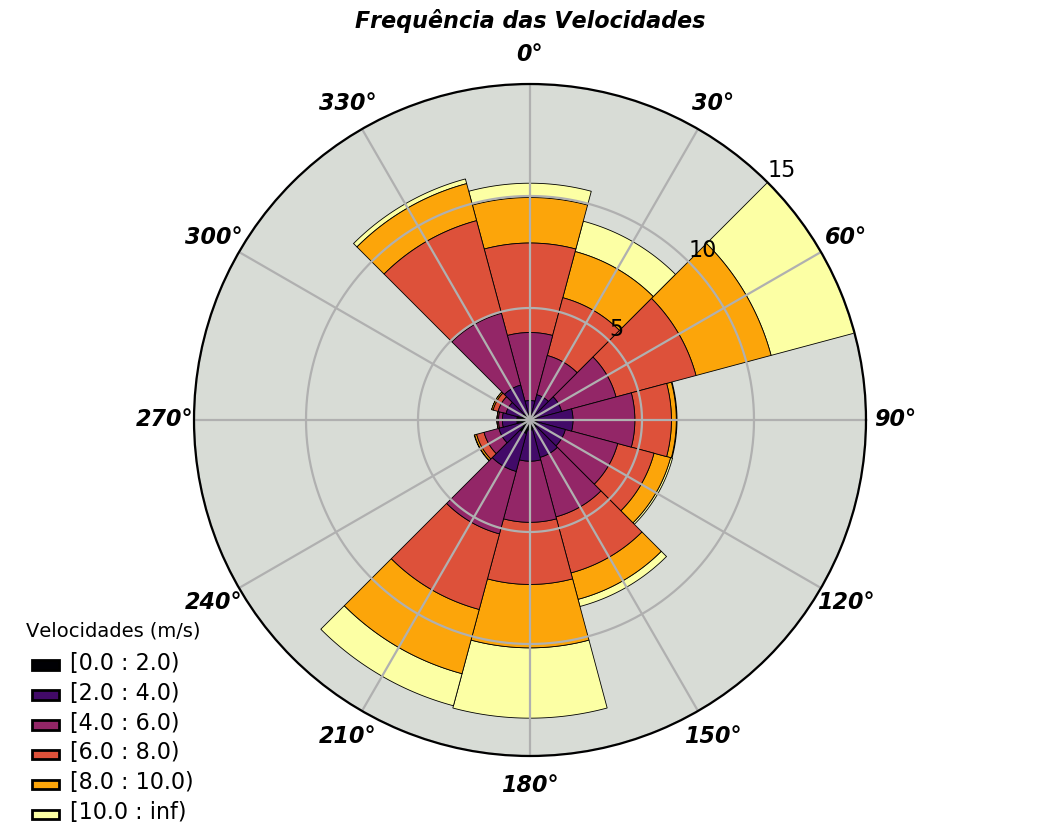 Frequência das Velocidades
0°
330°
30°
15
300°
60°
10
5
270°
90°
240°
120°
210°
150°
180°
Velocidades (m/s)
[0.0 : 2.0)
[2.0 : 4.0)
[4.0 : 6.0)
[6.0 : 8.0)
[8.0 : 10.0)
[10.0 : inf)